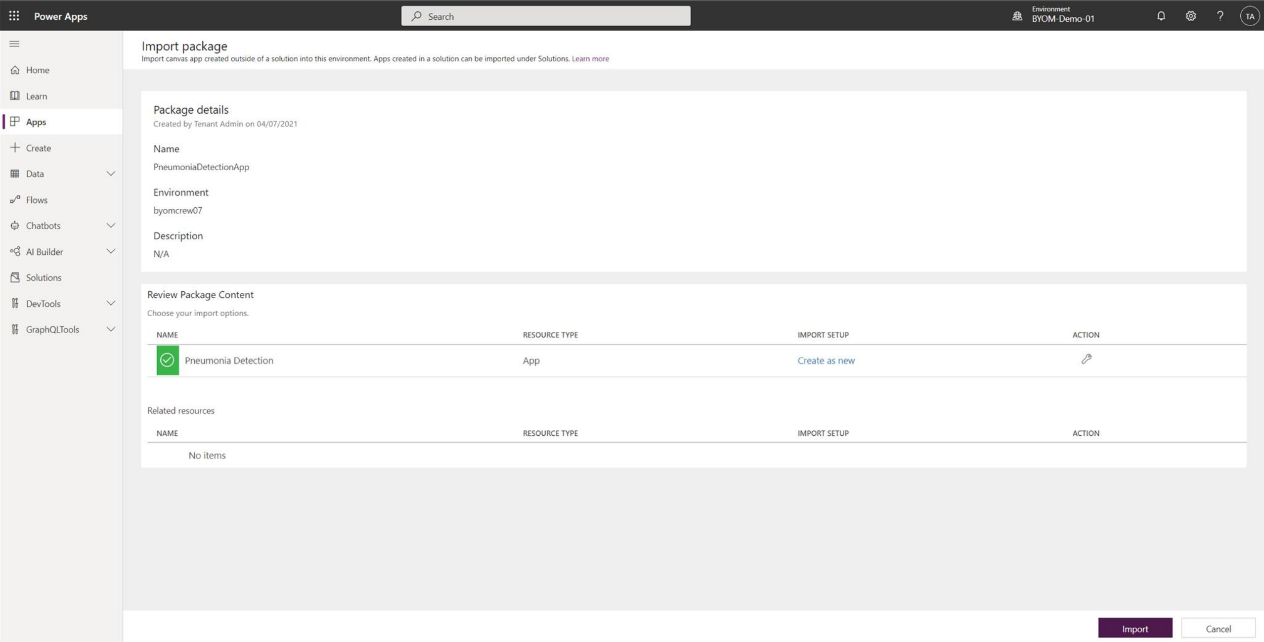 Power Apps
Search
Environment
BYOM-Demo-01
?
TA
Home
Learn
Apps
Create
Data
Flows
Chatbots
AI Builder
Solutions
DevTools
GraphQLTools
Import package
Import canvas app created outside of a solution into this environment. Apps created in a solution can be imported under Solutions. Learn more
Package details
Created by Tenant Admin on 04/07/2021
Name
PneumoniaDetectionApp
Environment
byomcrew07
Description
N/A
Review Package Content
Choose your import options.
NAME RESOURCE TYPE IMPORT SETUP ACTION
Pneumonia Detection App Create as new
Related resources
NAME RESOURCE TYPE IMPORT SETUP ACTION
No items
Import Cancel